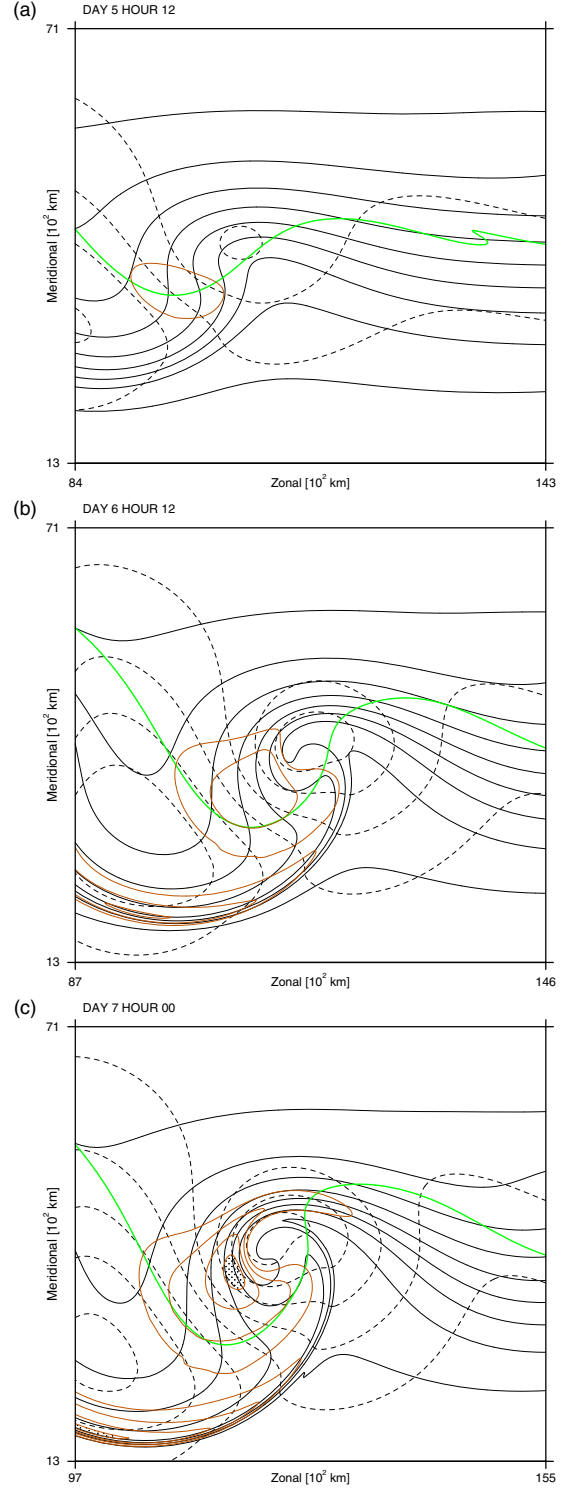 (a)
DAY 5 HOUR 12
71
Meridional [10² km]
13
84
Zonal [10² km]
143
(b)
DAY 6 HOUR 12
71
Meridional [10² km]
13
87
Zonal [10² km]
146
(c)
DAY 7 HOUR 00
71
Meridional [10² km]
13
97
Zonal [10² km]
155